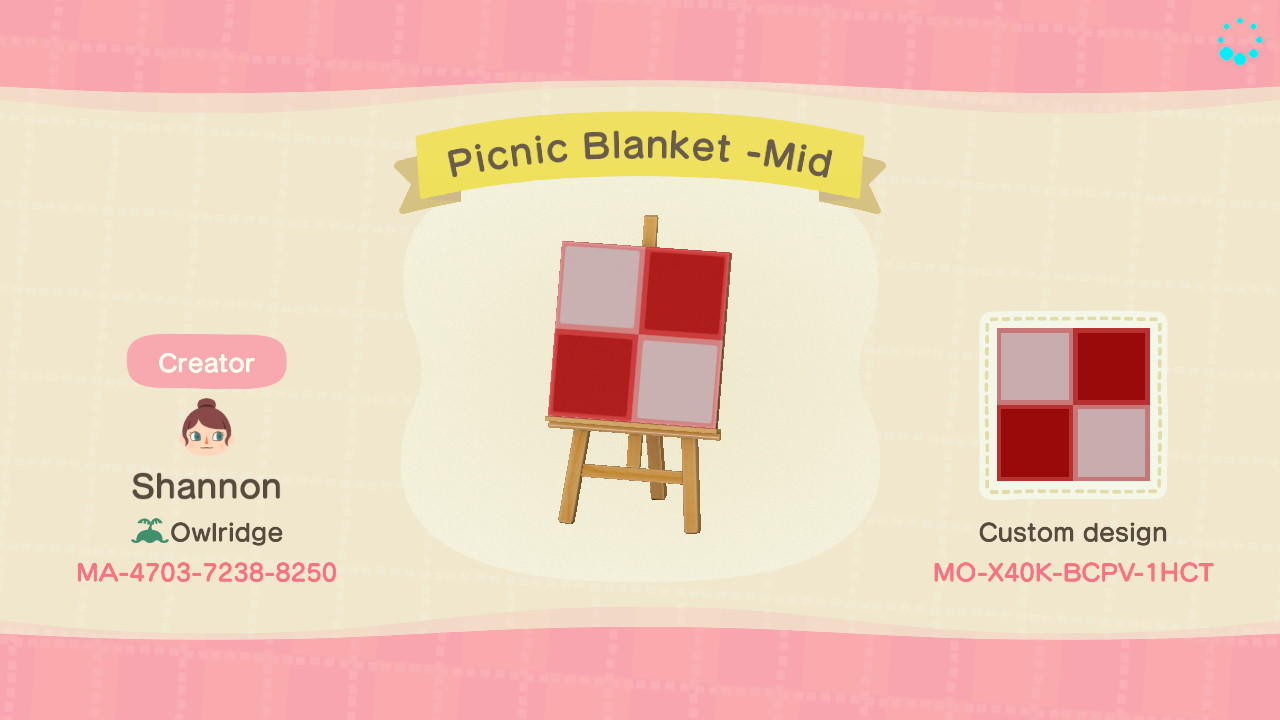 Picnic Blanket -Mid
Creator
Shannon
Owlridge
MA-4703-7238-8250
Custom design
MO-X40K-BCPV-1HCT